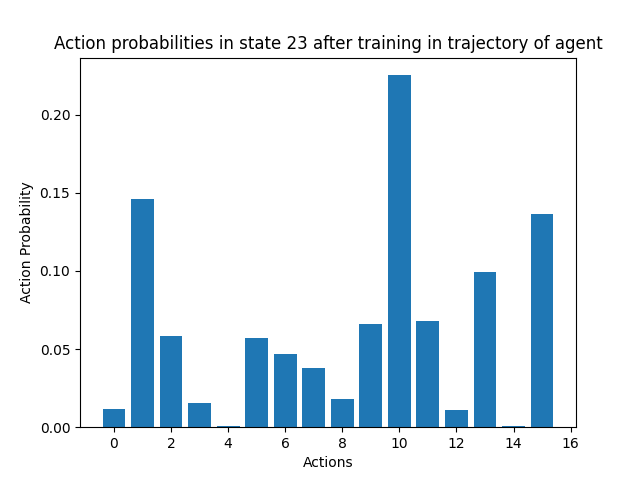 Action probabilities in state 23 after training in trajectory of agent
Action Probability
0.20
0.15
0.10
0.05
0.00
0 2 4 6 8 10 12 14 16
Actions